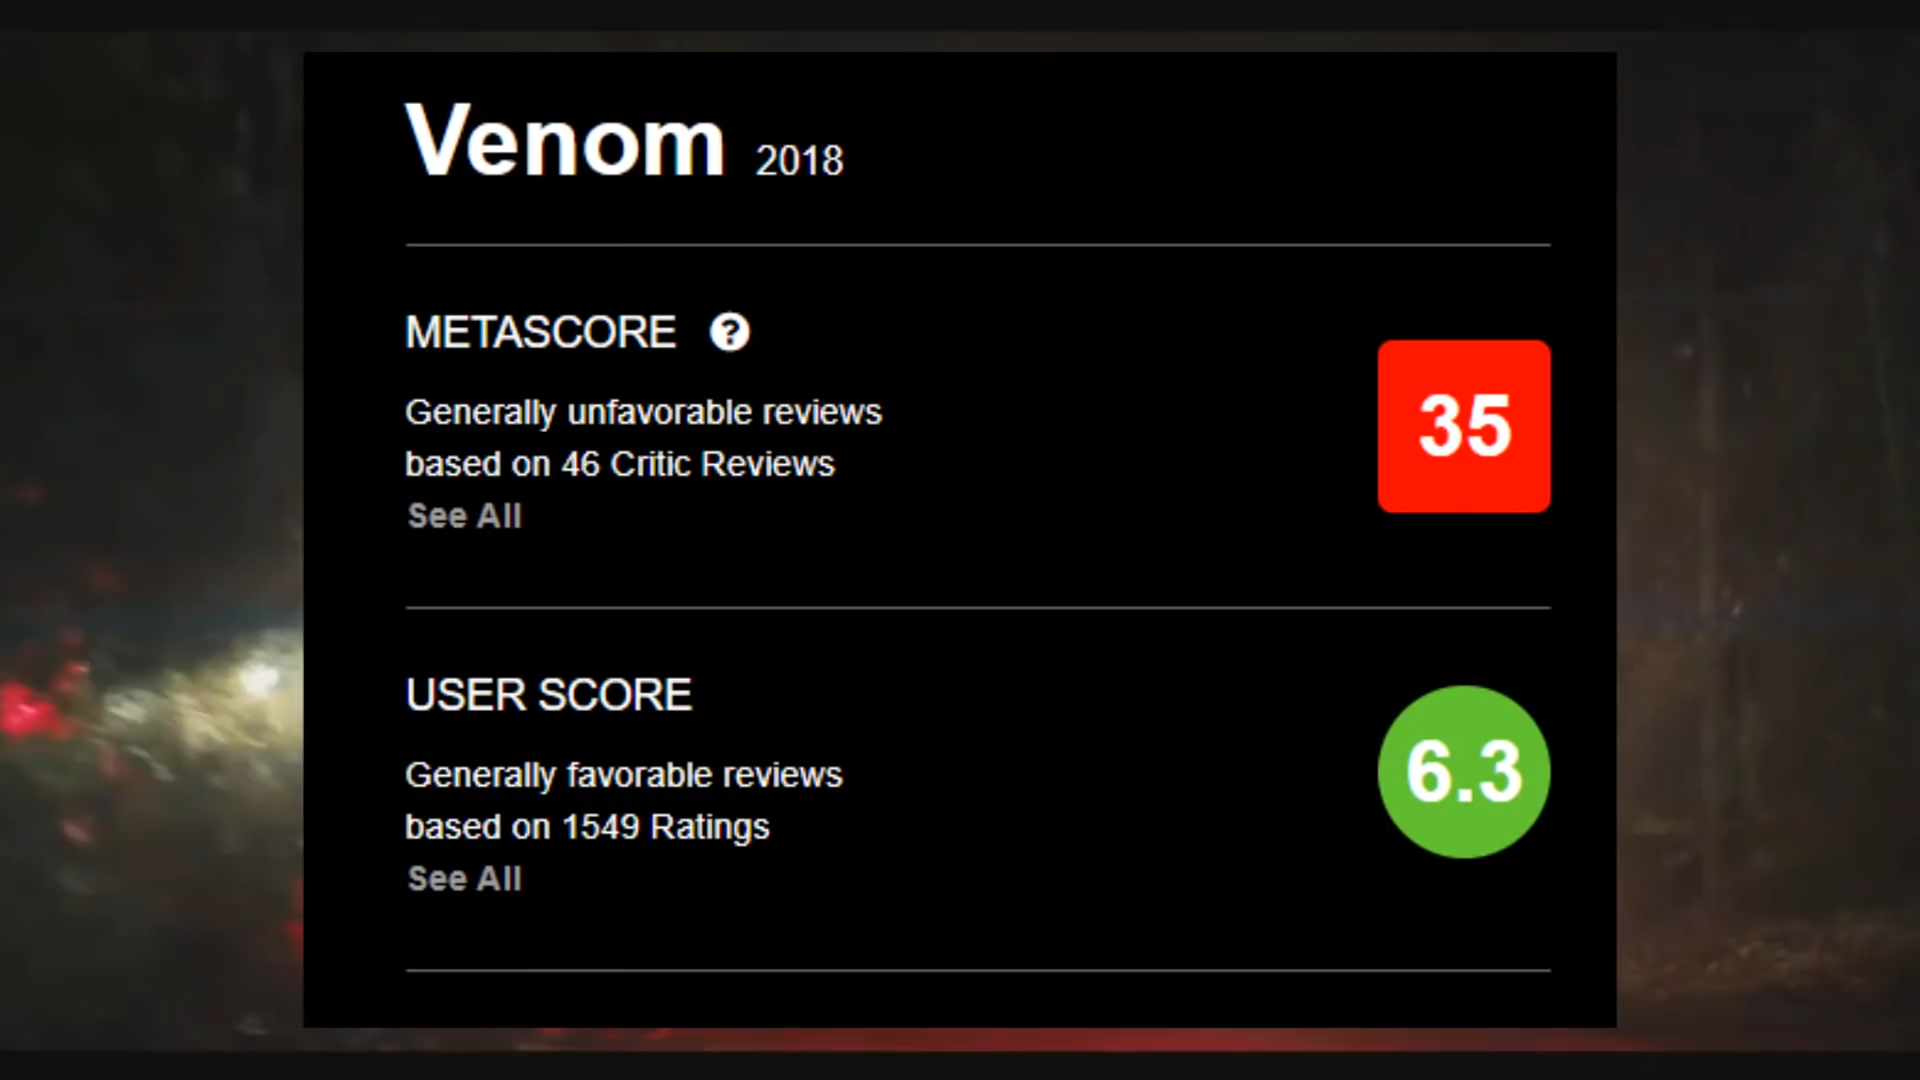 Venom 2018
METASCORE ?
Generally unfavorable reviews
based on 46 Critic Reviews
See All
35
USER SCORE
Generally favorable reviews
based on 1549 Ratings
See All
6.3